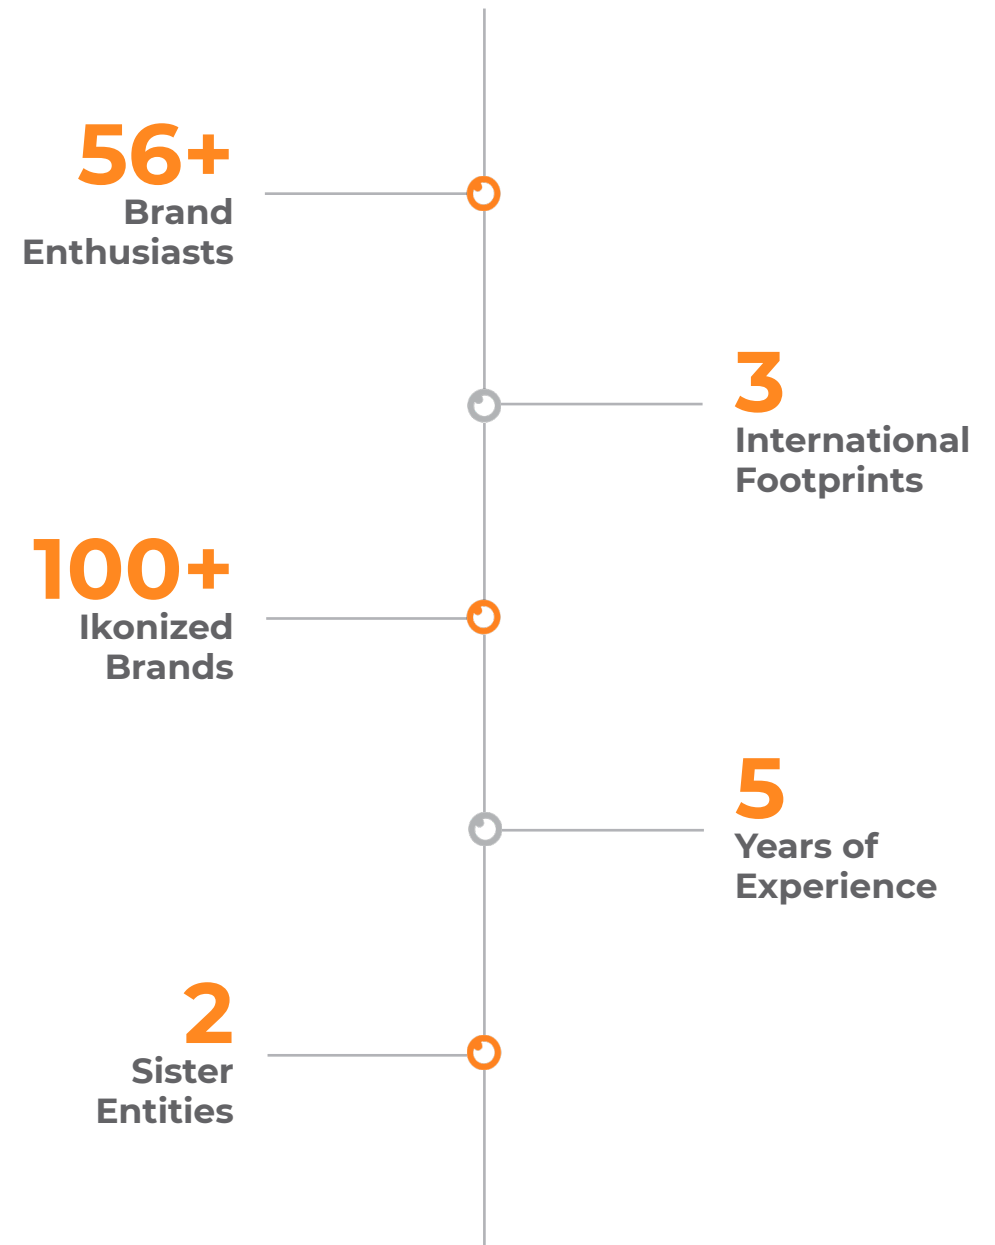 56+
Brand
Enthusiasts
3
International
Footprints
100+
Ikonized
Brands
5
Years of
Experience
2
Sister
Entities